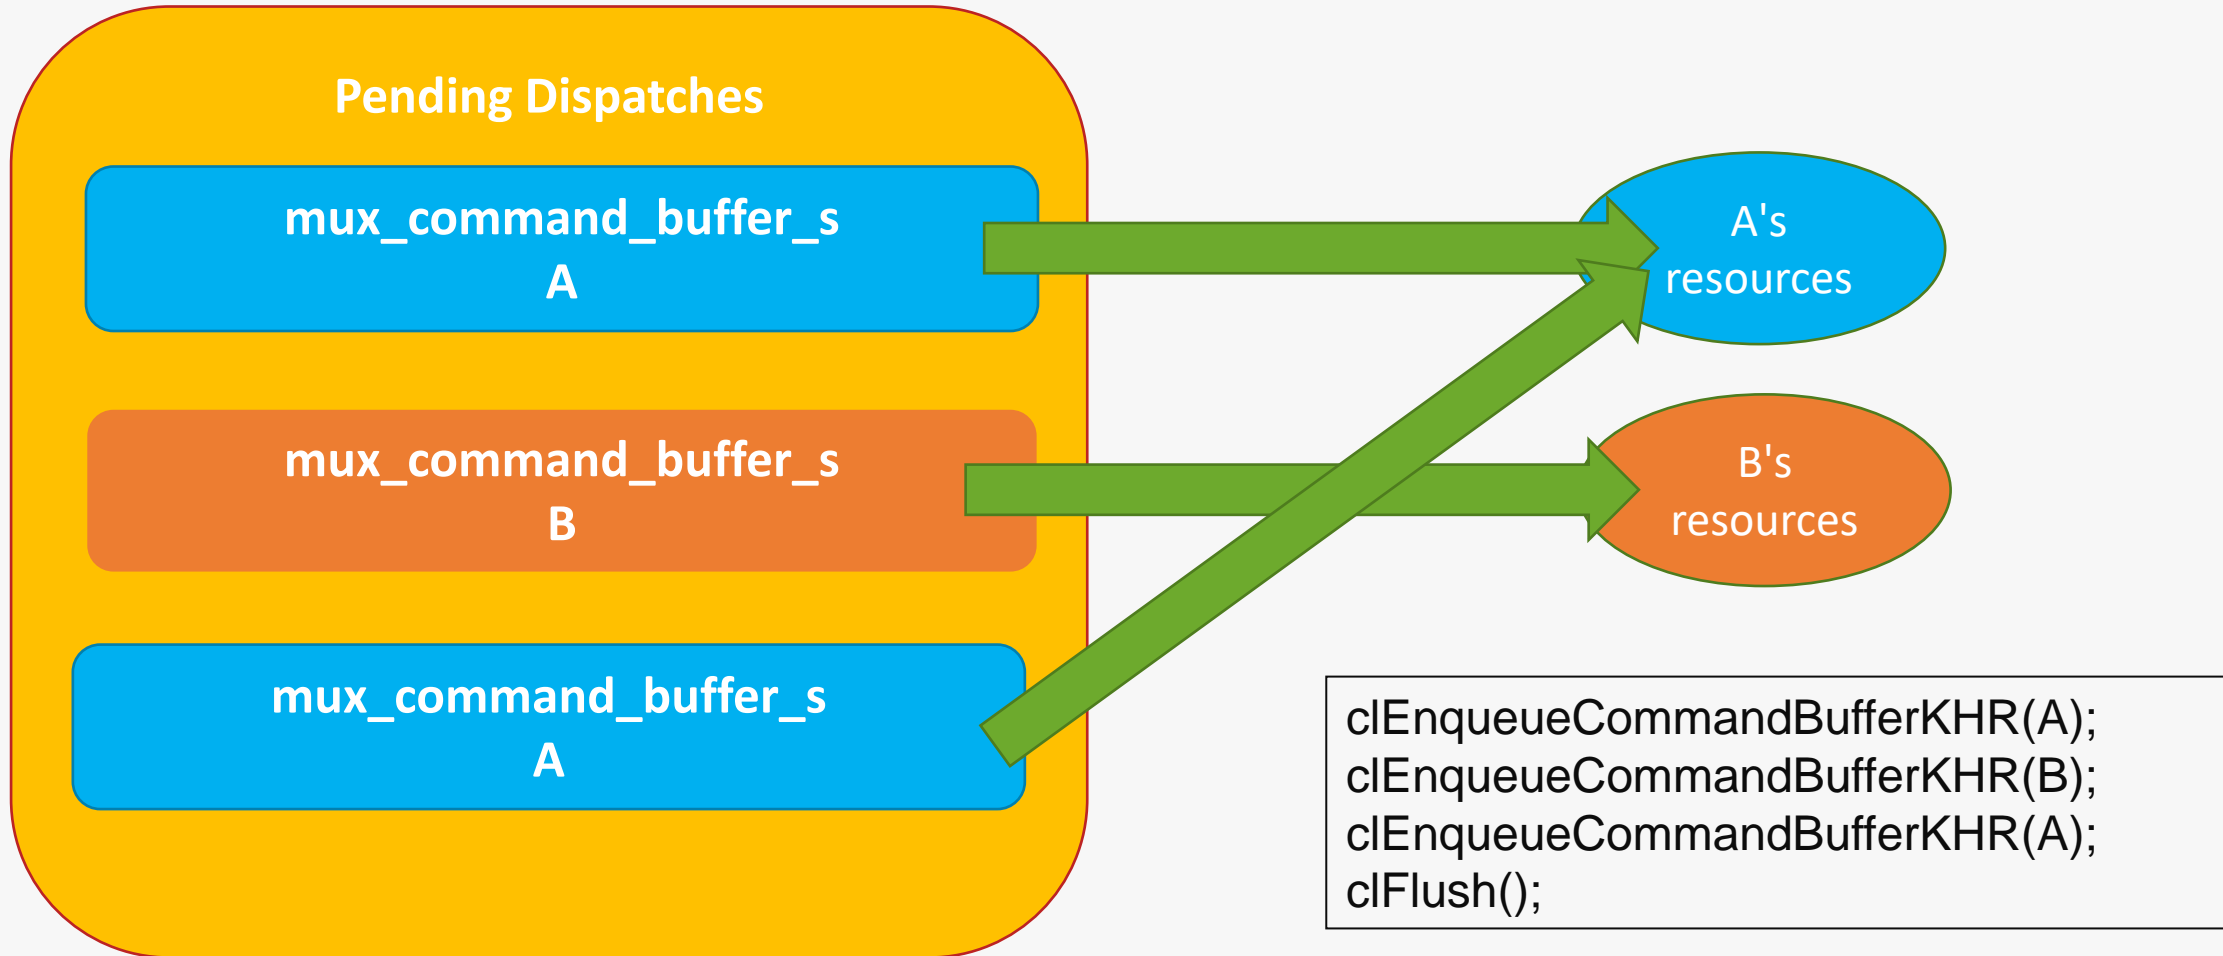 Pending Dispatches
mux_command_buffer_s
A
mux_command_buffer_s
B
mux_command_buffer_s
A
A's
resources
B's
resources
clEnqueueCommandBufferKHR(A);
clEnqueueCommandBufferKHR(B);
clEnqueueCommandBufferKHR(A);
clFlush();